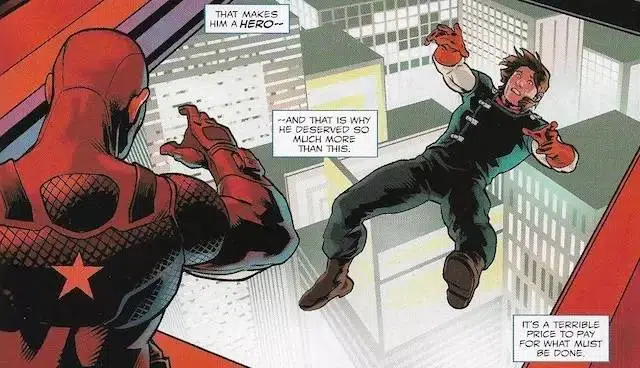 THAT MAKES
HIM A HERO--
--AND THAT IS WHY
HE DESERVED SO
MUCH MORE
THAN THIS.
IT'S A TERRIBLE
PRICE TO PAY
FOR WHAT MUST
BE DONE.